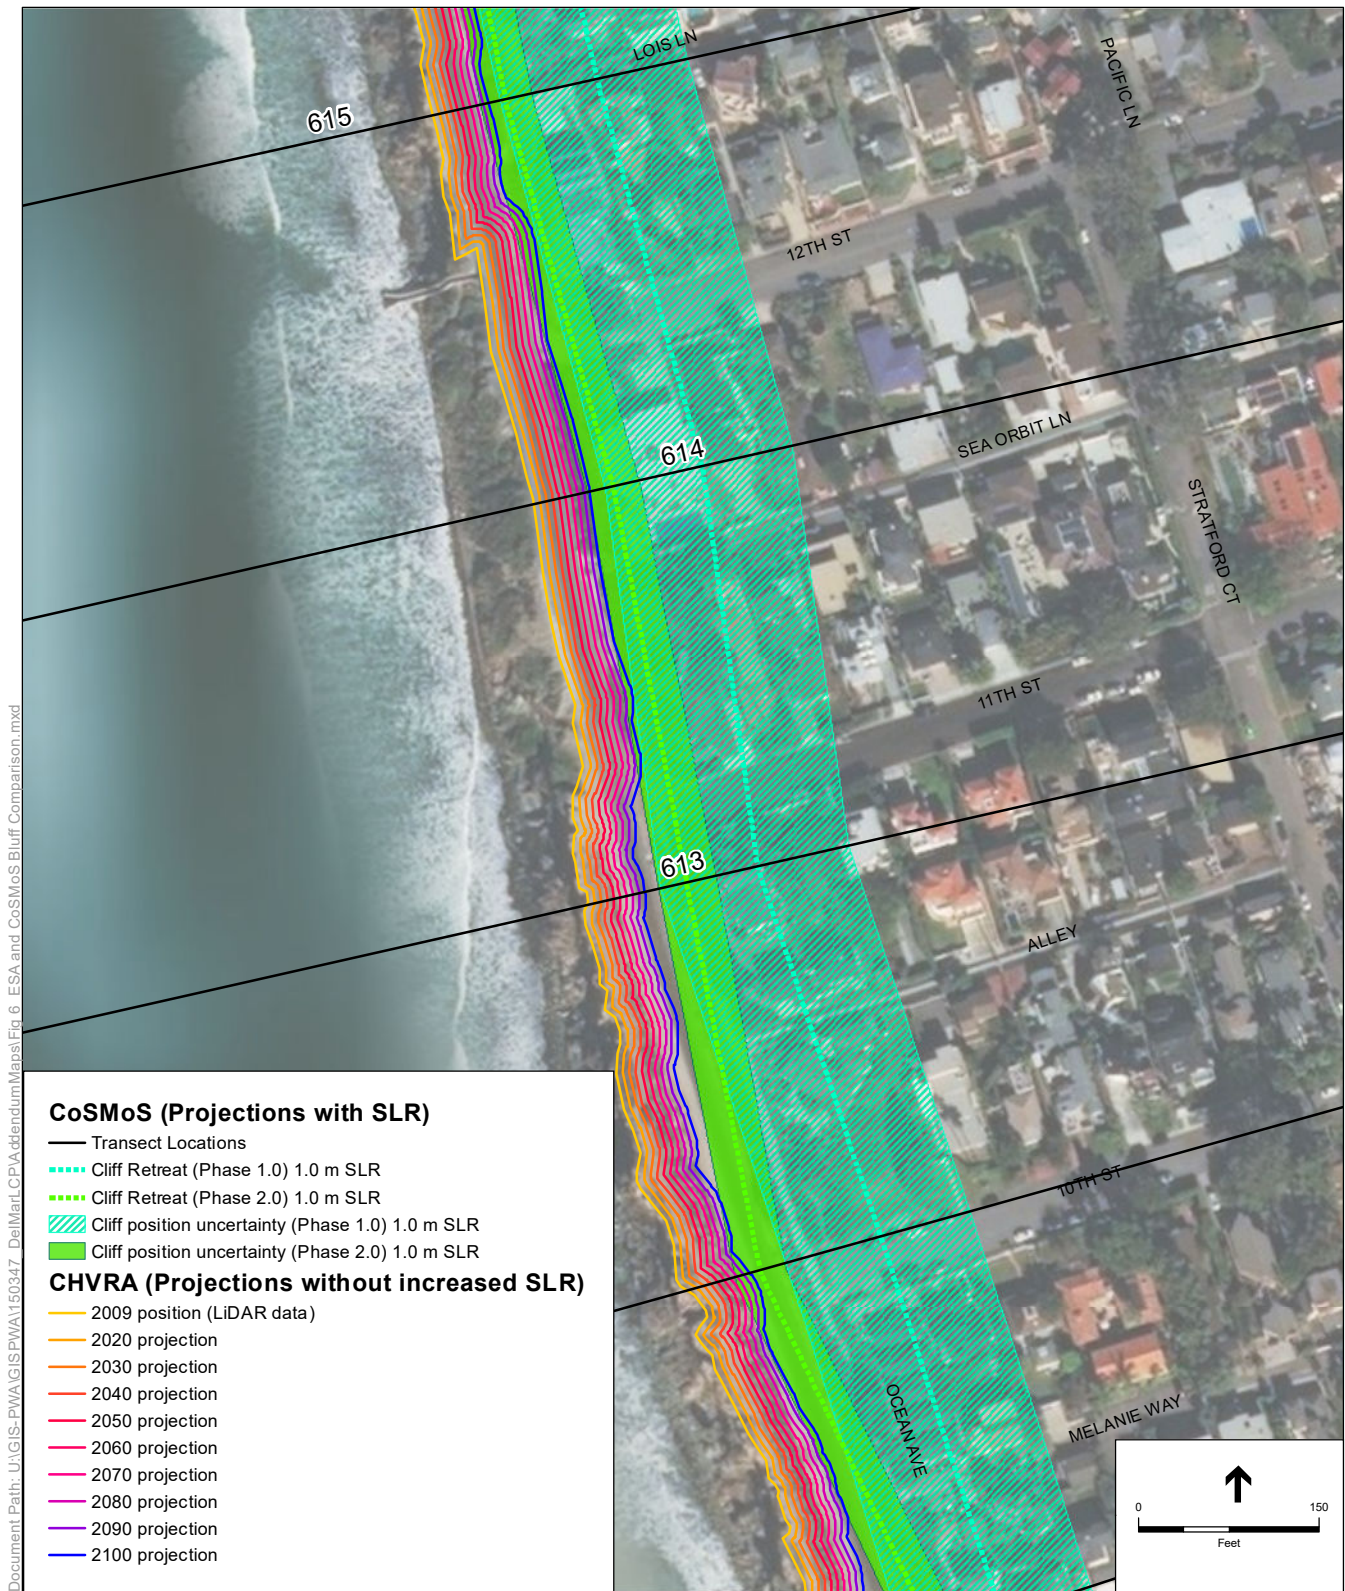 LOIS LN
PACIFIC LN
615
12TH ST
614
SEA ORBIT LN
STRATFORD CT
11TH ST
613
ALLEY
10TH ST
OCEAN AVE
MELANIE WAY
Document Path: U:\GIS-PWA\GISPWA\150347_DelMarLCP\AddendumMaps\Fig 6_ESA and CoSMoS Bluff Comparison.mxd
CoSMoS (Projections with SLR)
Transect Locations
Cliff Retreat (Phase 1.0) 1.0 m SLR
Cliff Retreat (Phase 2.0) 1.0 m SLR
Cliff position uncertainty (Phase 1.0) 1.0 m SLR
Cliff position uncertainty (Phase 2.0) 1.0 m SLR
CHVRA (Projections without increased SLR)
2009 position (LiDAR data)
2020 projection
2030 projection
2040 projection
2050 projection
2060 projection
2070 projection
2080 projection
2090 projection
2100 projection
0 150
Feet